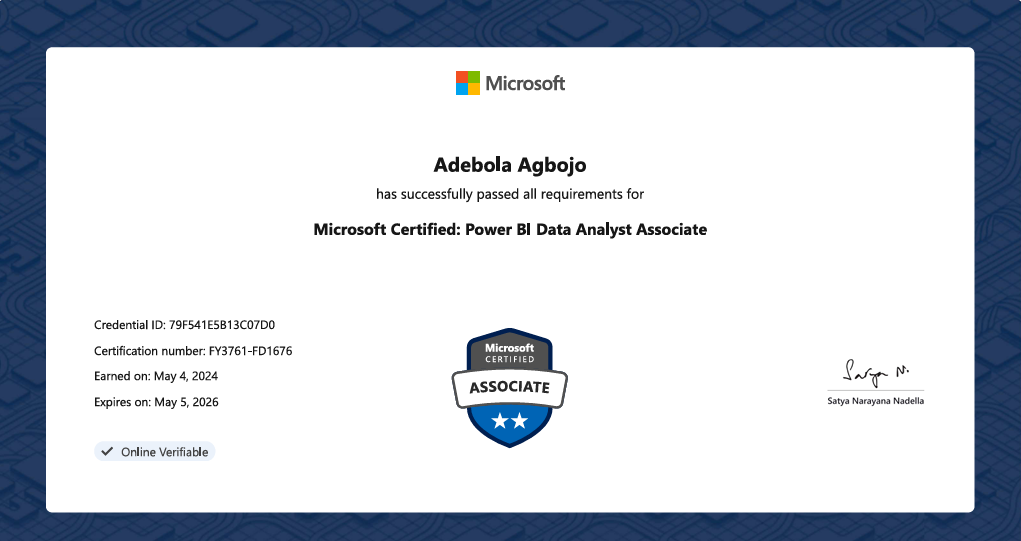 Microsoft
Adebola Agbojo
has successfully passed all requirements for
Microsoft Certified: Power BI Data Analyst Associate
Credential ID: 79F541E5B13C07D0
Certification number: FY3761-FD1676
Earned on: May 4, 2024
Expires on: May 5, 2026
Online Verifiable
Microsoft
CERTIFIED
ASSOCIATE
Satya N.
Satya Narayana Nadella